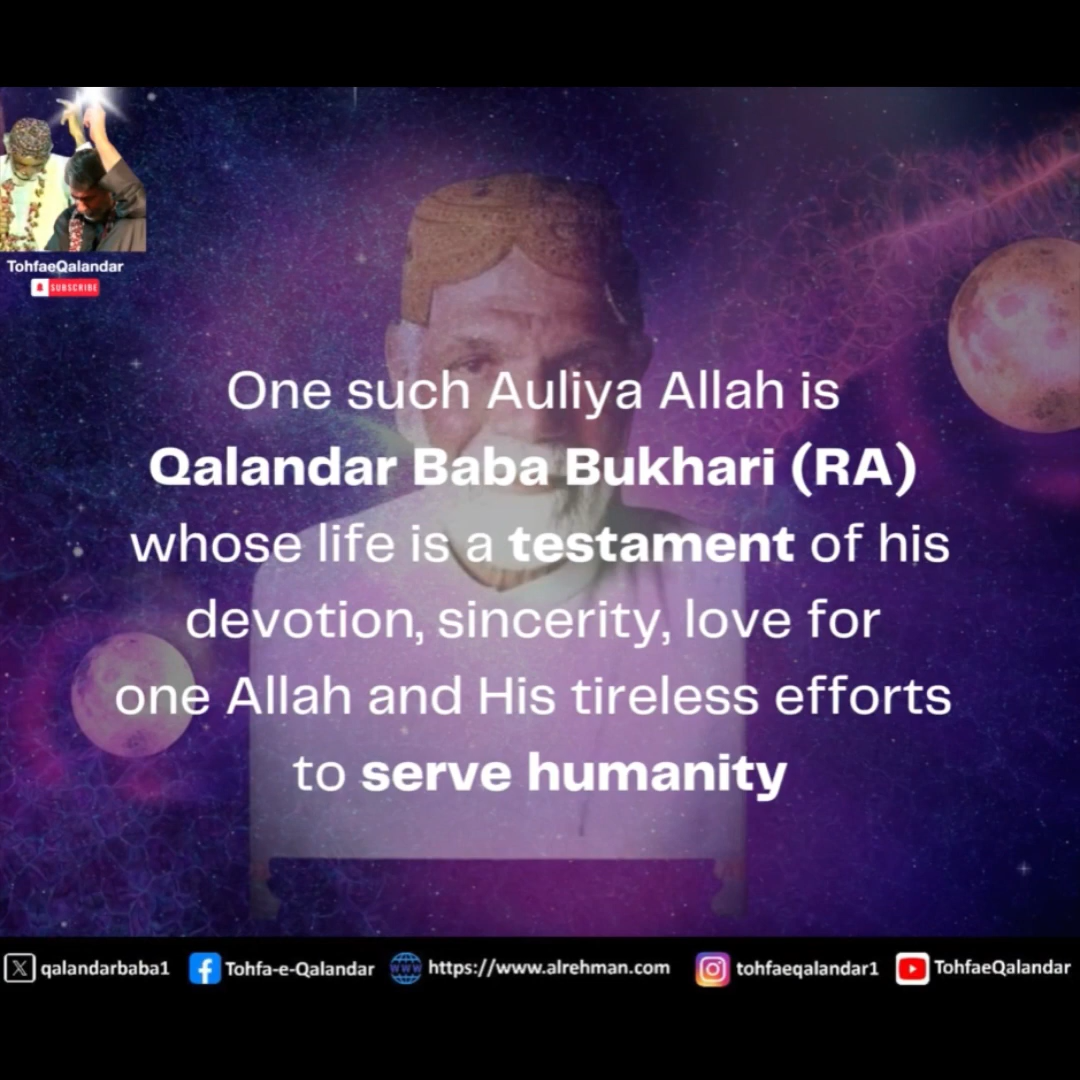 TohfaeQalandar
SUBSCRIBE
One such Auliya Allah is
Qalandar Baba Bukhari (RA)
whose life is a testament of his
devotion, sincerity, love for
one Allah and His tireless efforts
to serve humanity
qalandarbaba1 Tohfa-e-Qalandar www https://www.alrehman.com tohfaeqalandar1 TohfaeQalandar